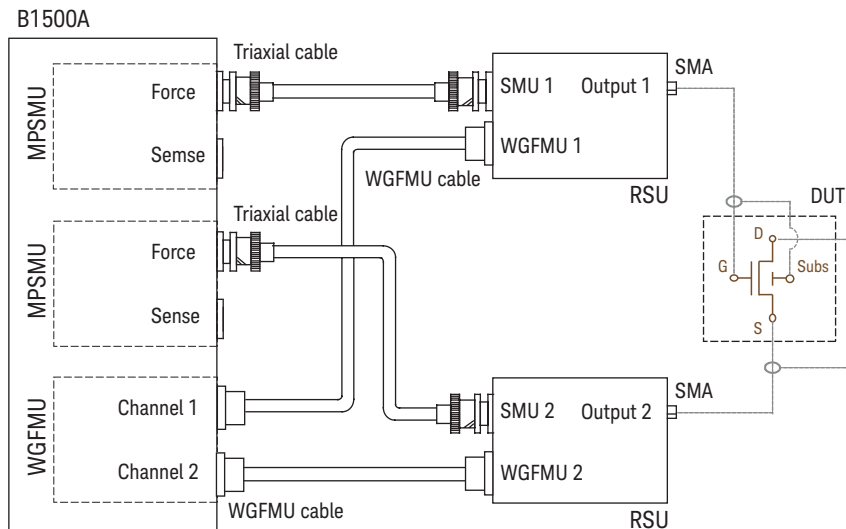 B1500A
MPSMU
Force
Semse
MPSMU
Force
Sense
WGFMU
Channel 1
Channel 2
Triaxial cable
Triaxial cable
WGFMU cable
WGFMU cable
SMU 1 Output 1
WGFMU 1
RSU
SMA
SMU 2 Output 2
WGFMU 2
RSU
SMA
DUT
D
G
Subs
S